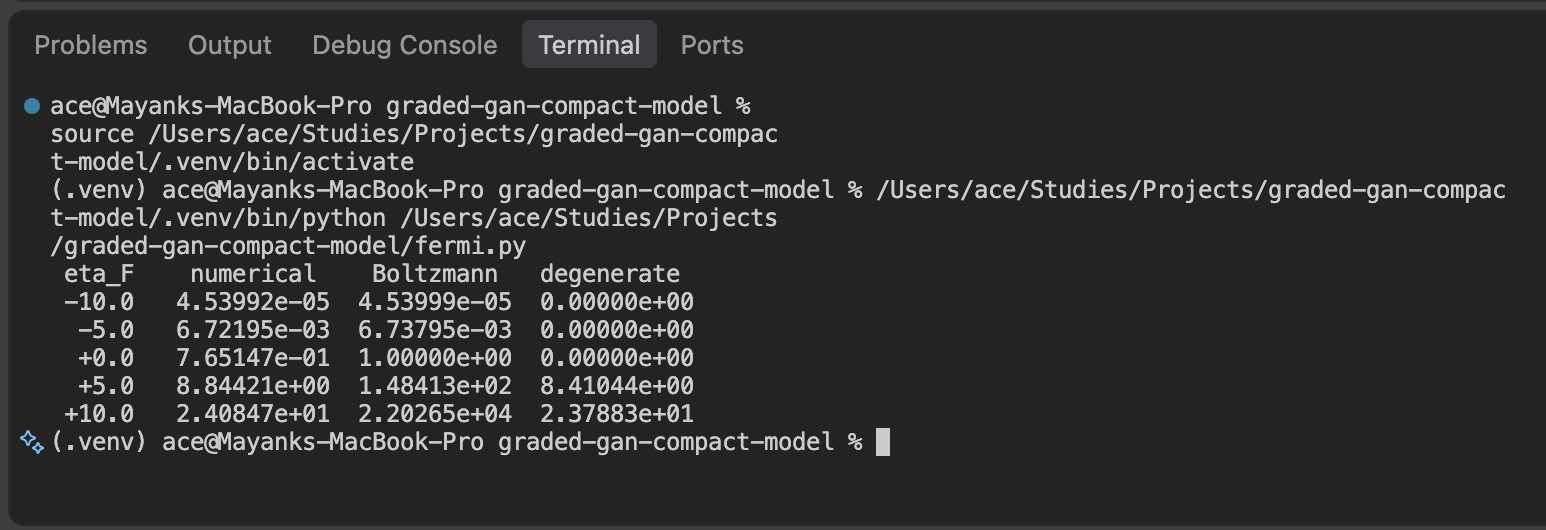 Problems Output Debug Console Terminal Ports
ace@Mayanks-MacBook-Pro graded-gan-compact-model %
source /Users/ace/Studies/Projects/graded-gan-compac
t-model/.venv/bin/activate
(.venv) ace@Mayanks-MacBook-Pro graded-gan-compact-model % /Users/ace/Studies/Projects/graded-gan-compac
t-model/.venv/bin/python /Users/ace/Studies/Projects
/graded-gan-compact-model/fermi.py
eta_F numerical Boltzmann degenerate
-10.0 4.53992e-05 4.53999e-05 0.00000e+00
-5.0 6.72195e-03 6.73795e-03 0.00000e+00
+0.0 7.65147e-01 1.00000e+00 0.00000e+00
+5.0 8.84421e+00 1.48413e+02 8.41044e+00
+10.0 2.40847e+01 2.20265e+04 2.37883e+01
(.venv) ace@Mayanks-MacBook-Pro graded-gan-compact-model %